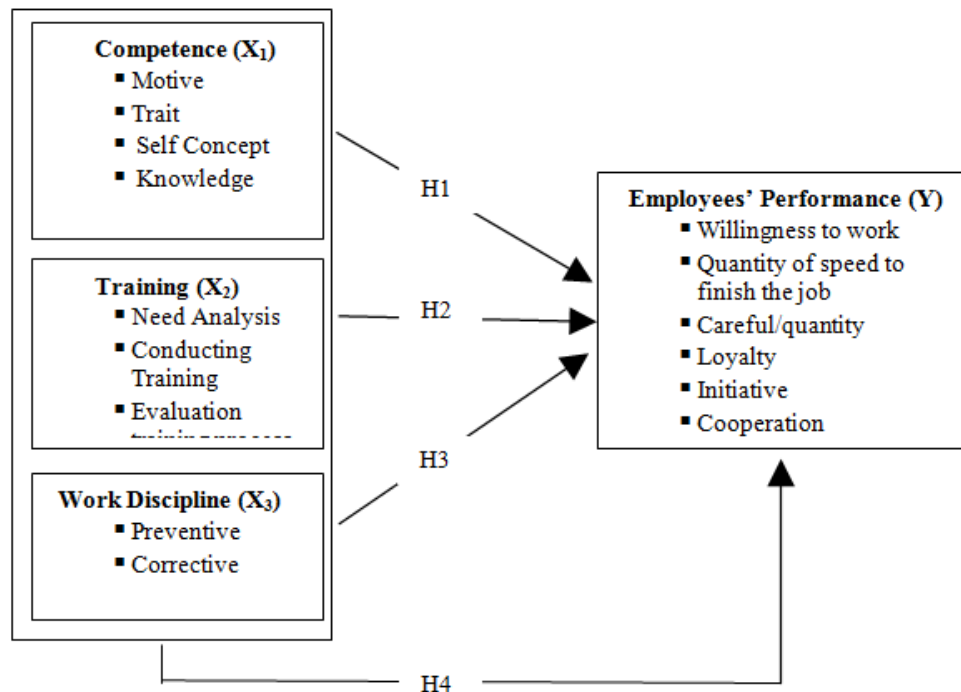 Competence (X₁)
▪ Motive
▪ Trait
▪ Self Concept
▪ Knowledge
Training (X₂)
▪ Need Analysis
▪ Conducting
Training
▪ Evaluation
Work Discipline (X₃)
▪ Preventive
▪ Corrective
H1
H2
H3
H4
Employees’ Performance (Y)
▪ Willingness to work
▪ Quantity of speed to
finish the job
▪ Careful/quantity
▪ Loyalty
▪ Initiative
▪ Cooperation